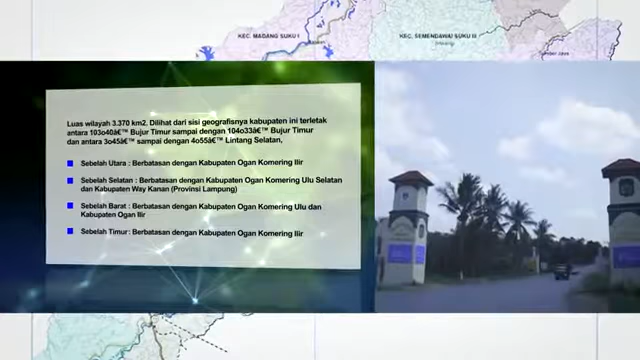 KEC. MADANG SUKU I
KEC. SEMENDAWAI SUKU III
Luas wilayah 3.370 km2. Dilihat dari sisi geografisnya kabupaten ini terletak
antara 103o40â€™ Bujur Timur sampai dengan 104o33â€™ Bujur Timur
dan antara 3o45â€™ sampai dengan 4o55â€™ Lintang Selatan,
Sebelah Utara : Berbatasan dengan Kabupaten Ogan Komering Ilir
Sebelah Selatan : Berbatasan dengan Kabupaten Ogan Komering Ulu Selatan
dan Kabupaten Way Kanan (Provinsi Lampung)
Sebelah Barat : Berbatasan dengan Kabupaten Ogan Komering Ulu dan
Kabupaten Ogan Ilir
Sebelah Timur: Berbatasan dengan Kabupaten Ogan Komering Ilir